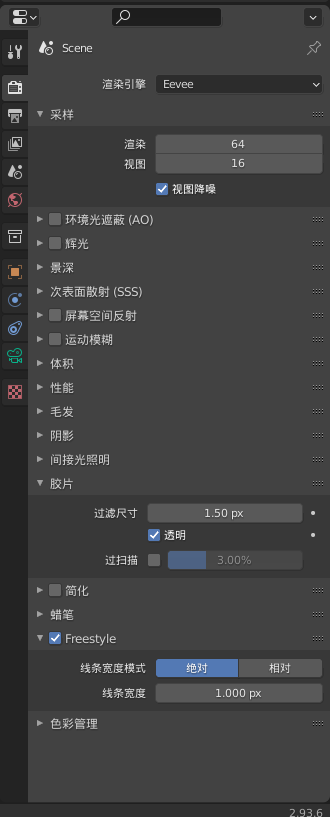 Scene
渲染引擎 Eevee
采样
渲染 64
视图 16
视图降噪
环境光遮蔽 (AO)
辉光
景深
次表面散射 (SSS)
屏幕空间反射
运动模糊
体积
性能
毛发
阴影
间接光照明
胶片
过滤尺寸 1.50 px
透明
过扫描 3.00%
简化
蜡笔
Freestyle
线条宽度模式 绝对 相对
线条宽度 1.000 px
色彩管理
2.93.6